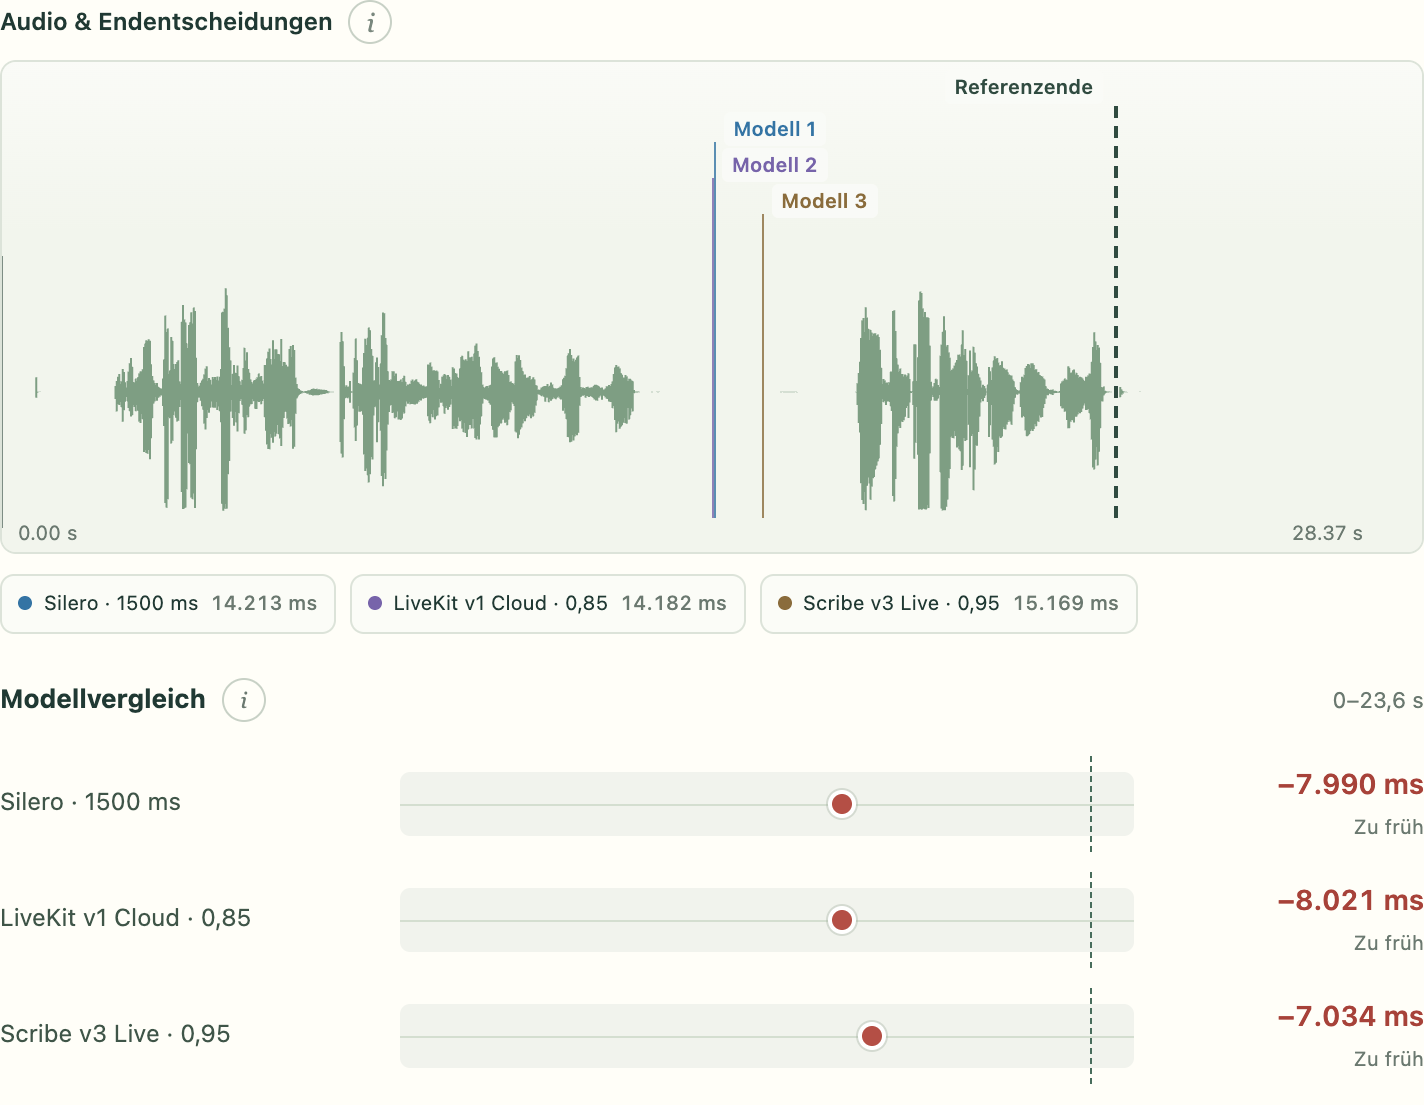 Audio & Endentscheidungen i
Referenzende
Modell 1
Modell 2
Modell 3
0.00 s 28.37 s
Silero · 1500 ms 14.213 ms LiveKit v1 Cloud · 0,85 14.182 ms Scribe v3 Live · 0,95 15.169 ms
Modellvergleich i 0–23,6 s
Silero · 1500 ms –7.990 ms
Zu früh
LiveKit v1 Cloud · 0,85 –8.021 ms
Zu früh
Scribe v3 Live · 0,95 –7.034 ms
Zu früh